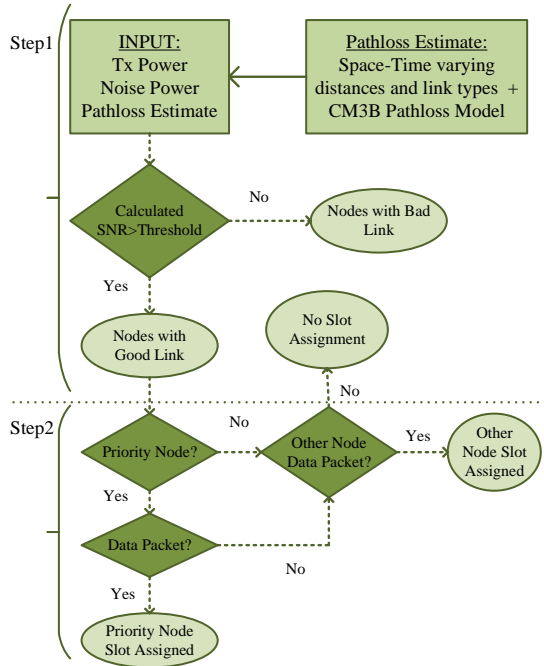 Step1
INPUT:
Tx Power
Noise Power
Pathloss Estimate
Pathloss Estimate:
Space-Time varying
distances and link types +
CM3B Pathloss Model
Calculated
SNR>Threshold
No
Nodes with Bad
Link
Yes
Nodes with
Good Link
No Slot
Assignment
No
Step2
Priority Node?
No
Other Node
Data Packet?
Yes
Other
Node Slot
Assigned
Yes
Data Packet?
No
Yes
Priority Node
Slot Assigned